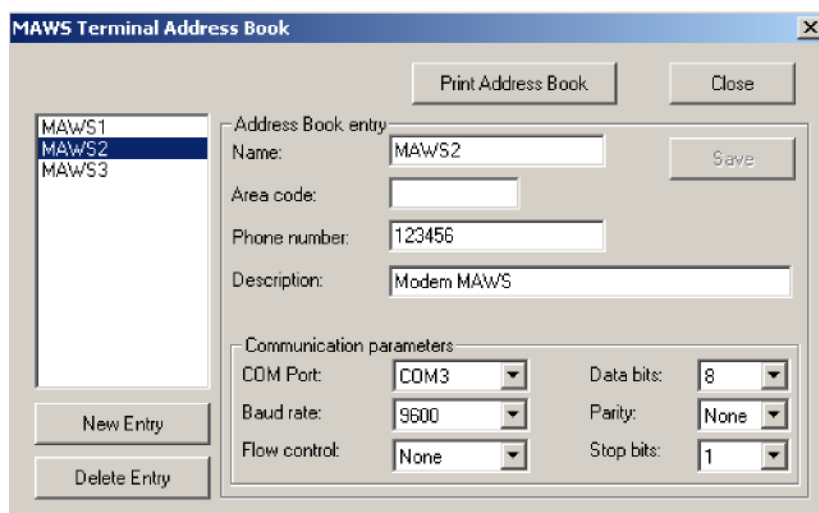 MAWS Terminal Address Book
Print Address Book
Close
MAWS1
MAWS2
MAWS3
New Entry
Delete Entry
Address Book entry
Name: MAWS2
Save
Area code:
Phone number: 123456
Description: Modem MAWS
Communication parameters
COM Port: COM3 Data bits: 8
Baud rate: 9600 Parity: None
Flow control: None Stop bits: 1